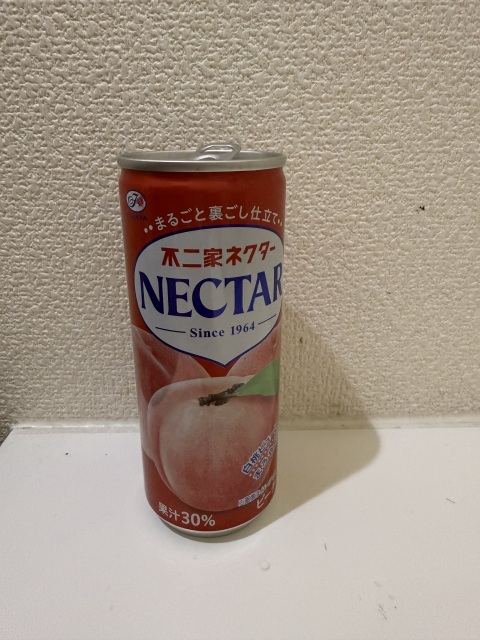 まるごと裏ごし仕立て
不二家ネクター
NECTAR
Since 1964
果汁30%